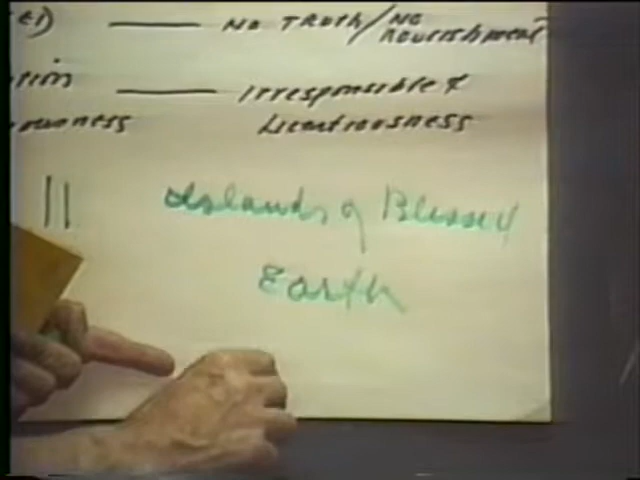 NO TRUTH/NO
nourishment
Irresponsible &
Licentiousness
||
Islands of Blessed
Earth